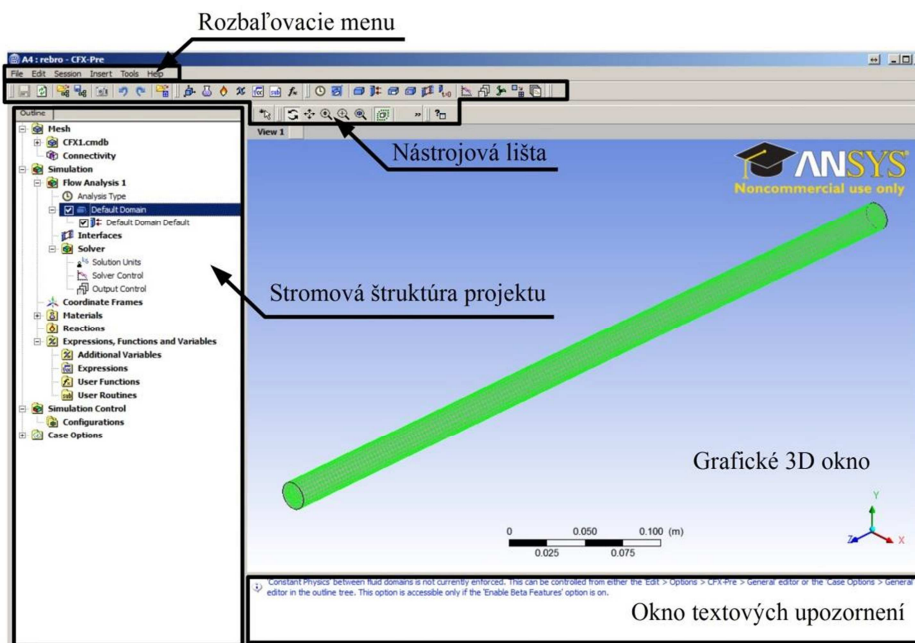 Rozbaľovacie menu
A4 : rebro - CFX-Pre
File Edit Session Insert Tools Help
Outline
Mesh
CFX1.cmdb
Connectivity
Simulation
Flow Analysis 1
Analysis Type
Default Domain
Default Domain Default
Interfaces
Solver
Solution Units
Solver Control
Output Control
Coordinate Frames
Materials
Reactions
Expressions, Functions and Variables
Additional Variables
Expressions
User Functions
User Routines
Simulation Control
Configurations
Case Options
View 1
Nástrojová lišta
ANSYS
Noncommercial use only
Stromová štruktúra projektu
Grafické 3D okno
0 0.050 0.100 (m)
0.025 0.075
Y
Z X
'Constant Physics' between fluid domains is not currently enforced. This can be controlled from either the 'Edit > Options > CFX-Pre > General' editor or the 'Case Options > General'
editor in the outline tree. This option is accessible only if the 'Enable Beta Features' option is on.
Okno textových upozornení